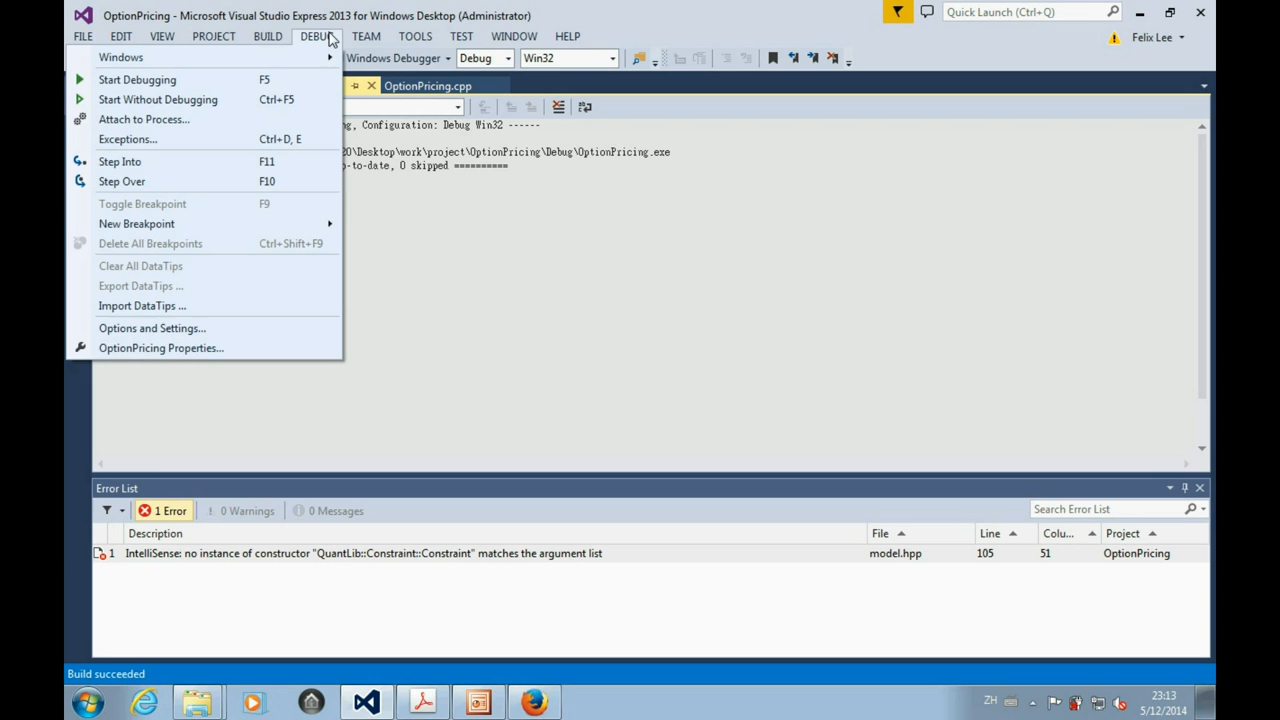 OptionPricing - Microsoft Visual Studio Express 2013 for Windows Desktop (Administrator)
Quick Launch (Ctrl+Q)
FILE EDIT VIEW PROJECT BUILD DEBUG TEAM TOOLS TEST WINDOW HELP
Felix Lee
Windows
Windows Debugger Debug Win32
Start Debugging F5
OptionPricing.cpp
Start Without Debugging Ctrl+F5
Attach to Process...
g, Configuration: Debug Win32 ------
Exceptions... Ctrl+D, E
20\Desktop\work\project\OptionPricing\Debug\OptionPricing.exe
Step Into F11
p-to-date, 0 skipped ==========
Step Over F10
Toggle Breakpoint F9
New Breakpoint
Delete All Breakpoints Ctrl+Shift+F9
Clear All DataTips
Export DataTips ...
Import DataTips ...
Options and Settings...
OptionPricing Properties...
Error List
1 Error 0 Warnings 0 Messages
Search Error List
Description File Line Colu... Project
1 IntelliSense: no instance of constructor "QuantLib::Constraint::Constraint" matches the argument list model.hpp 105 51 OptionPricing
Build succeeded
ZH
23:13
5/12/2014